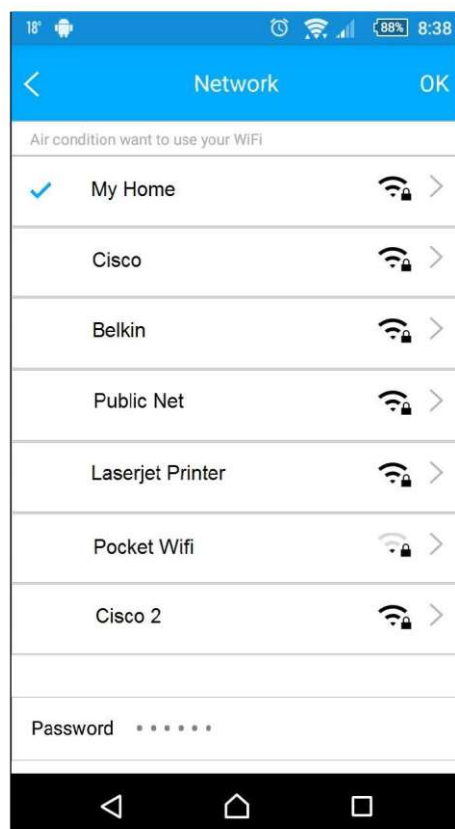 18° 88% 8:38
Network OK
Air condition want to use your WiFi
My Home
Cisco
Belkin
Public Net
Laserjet Printer
Pocket Wifi
Cisco 2
Password ••••••